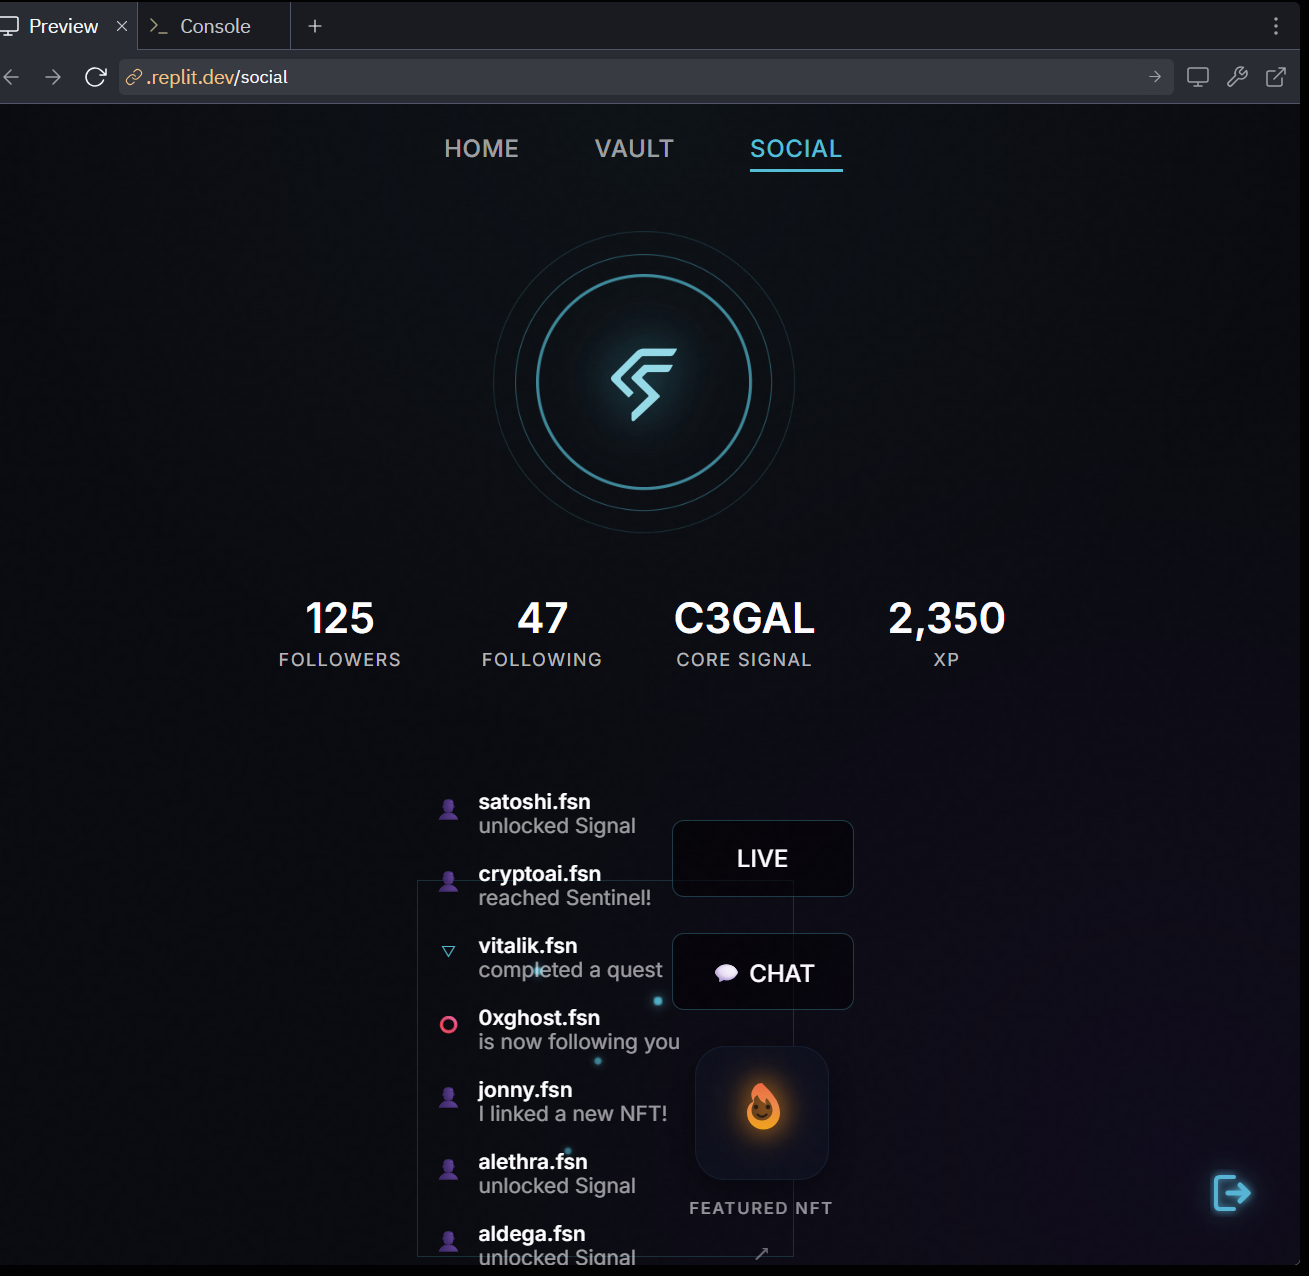 Preview
Console
.replit.dev/social
HOME
VAULT
SOCIAL
125
FOLLOWERS
47
FOLLOWING
C3GAL
CORE SIGNAL
2,350
XP
satoshi.fsn
unlocked Signal
cryptoai.fsn
reached Sentinel!
vitalik.fsn
completed a quest
0xghost.fsn
is now following you
jonny.fsn
I linked a new NFT!
alethra.fsn
unlocked Signal
aldega.fsn
unlocked Signal
LIVE
CHAT
FEATURED NFT